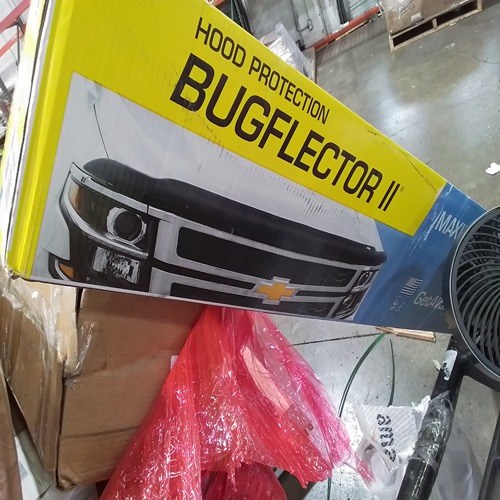 HOOD PROTECTION
BUGFLECTOR II®